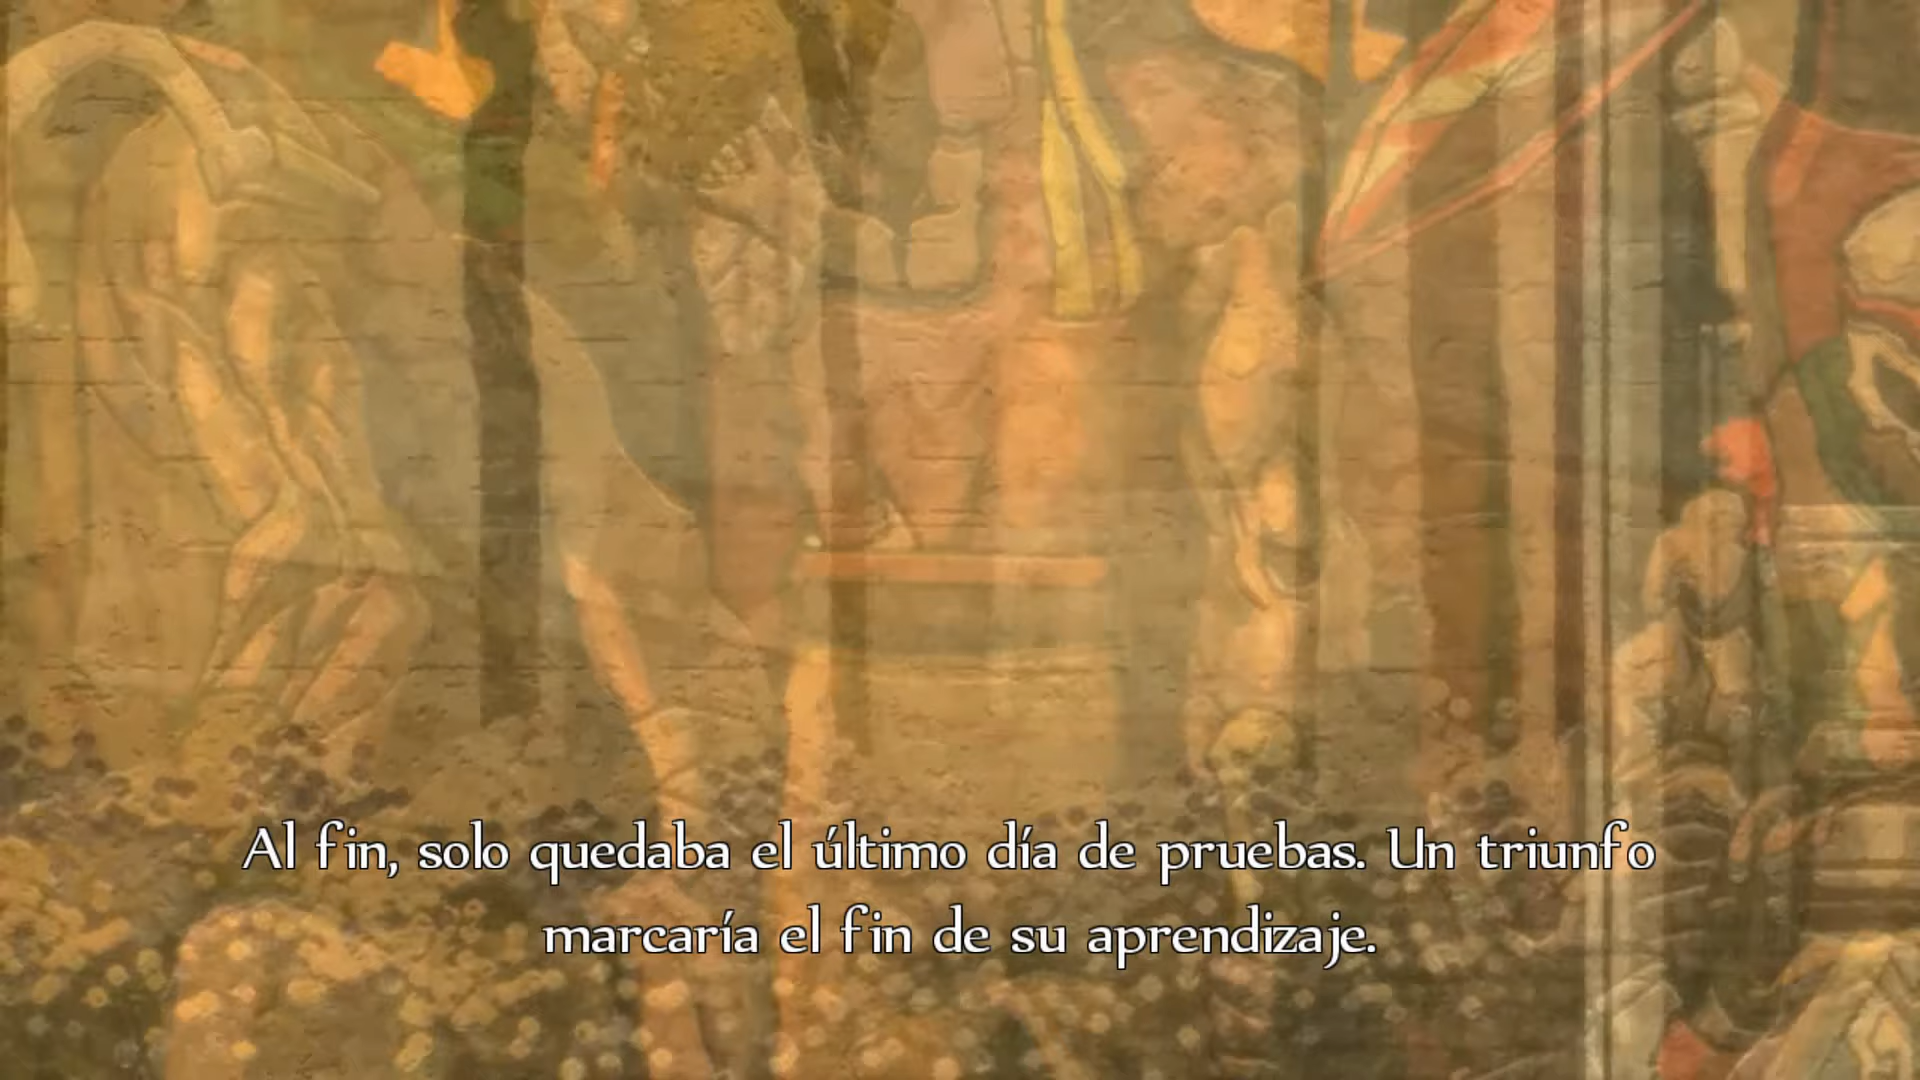 Al fin, solo quedaba el último día de pruebas. Un triunfo
marcaría el fin de su aprendizaje.